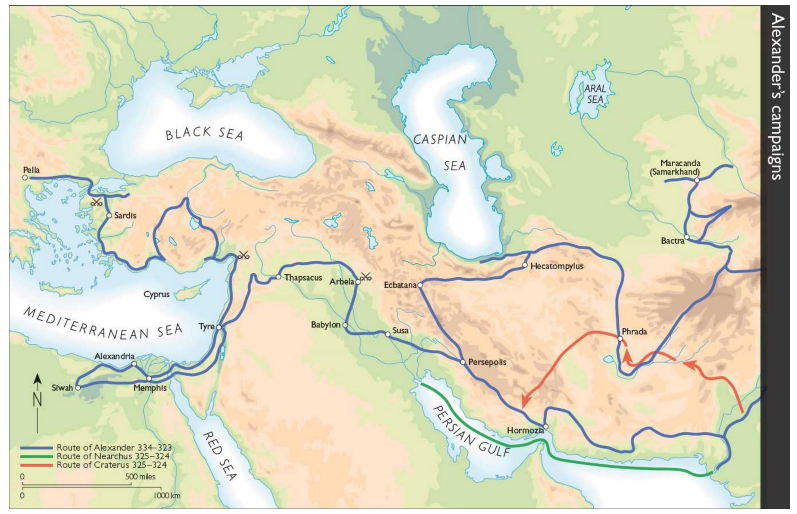 Alexander's campaigns
BLACK SEA
CASPIAN
SEA
ARAL
SEA
Maracanda
(Samarkhand)
Pella
Sardis
Bactra
Hecatompylus
Thapsacus
Arbela
Ecbatana
Cyprus
MEDITERRANEAN SEA
Tyre
Babylon
Susa
Phrada
Alexandria
Persepolis
Siwah
Memphis
N
Hormozia
PERSIAN GULF
RED SEA
Route of Alexander 334–323
Route of Nearchus 325–324
Route of Craterus 325–324
0 500 miles
0 1000 km